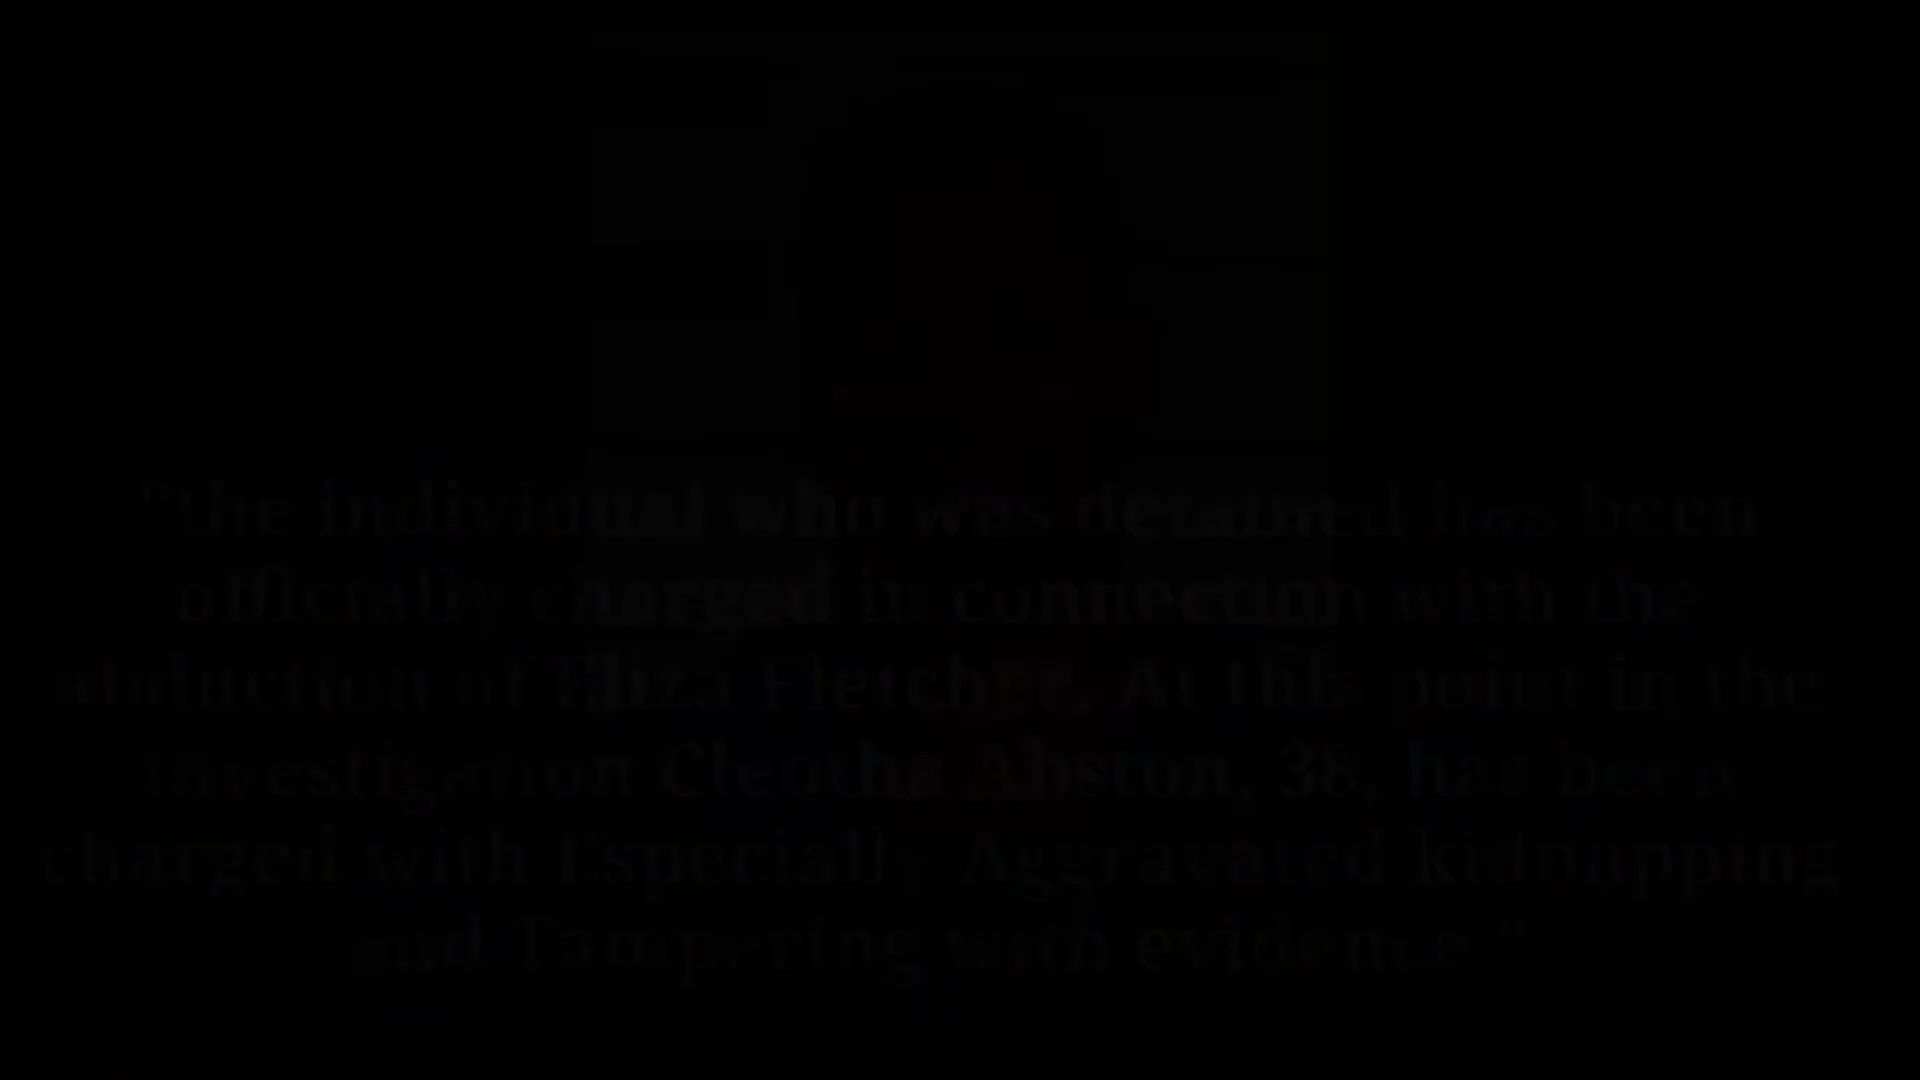 "the individual who was detained has been
officially charged in connection with the
abduction of Eliza Fletcher. At this point in the
investigation Cleotha Abston, 38, has been
charged with Especially Aggravated kidnapping
and Tampering with evidence."